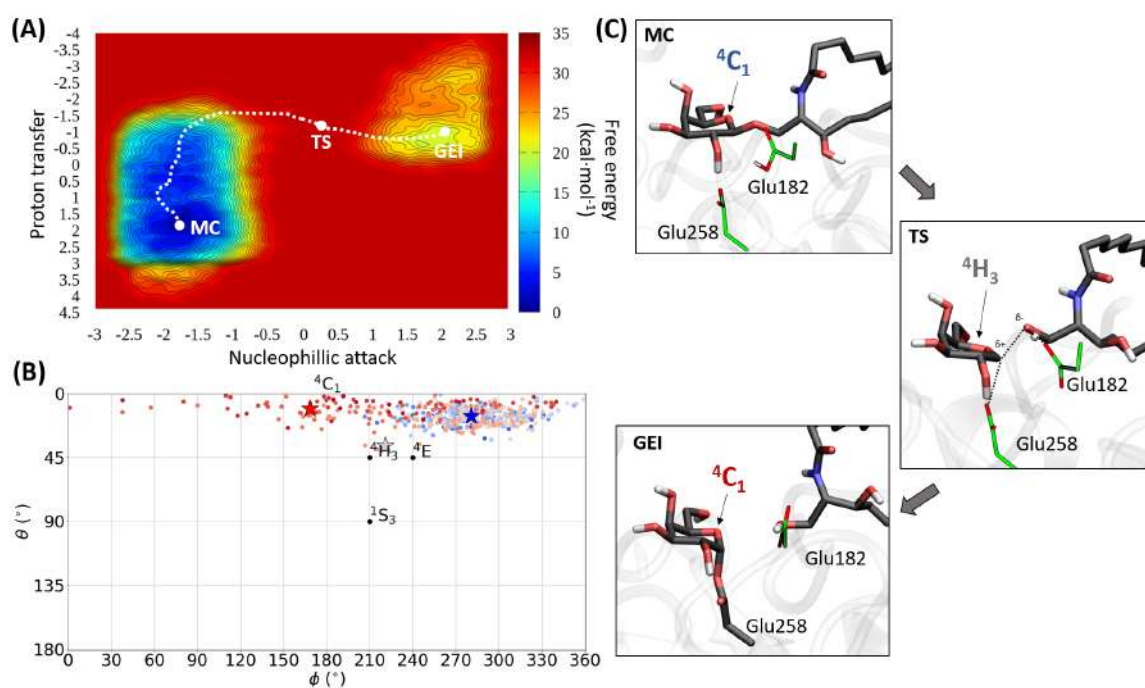 (A)
-4
-3.5
-3
-2.5
-2
-1.5
-1
-0.5
0
0.5
1
1.5
2
2.5
3
3.5
4
4.5
Proton transfer
MC
TS
GEI
-3 -2.5 -2 -1.5 -1 -0.5 0 0.5 1 1.5 2 2.5 3
Nucleophillic attack
35
30
25
20
15
10
5
0
Free energy
(kcal·mol⁻¹)
(B)
0
45
90
135
180
θ (°)
⁴C₁
⁴H₃
⁴E
¹S₃
0 30 60 90 120 150 180 210 240 270 300 330 360
ϕ (°)
(C)
MC
⁴C₁
Glu182
Glu258
TS
⁴H₃
δ-
δ+
Glu182
Glu258
GEI
⁴C₁
Glu182
Glu258